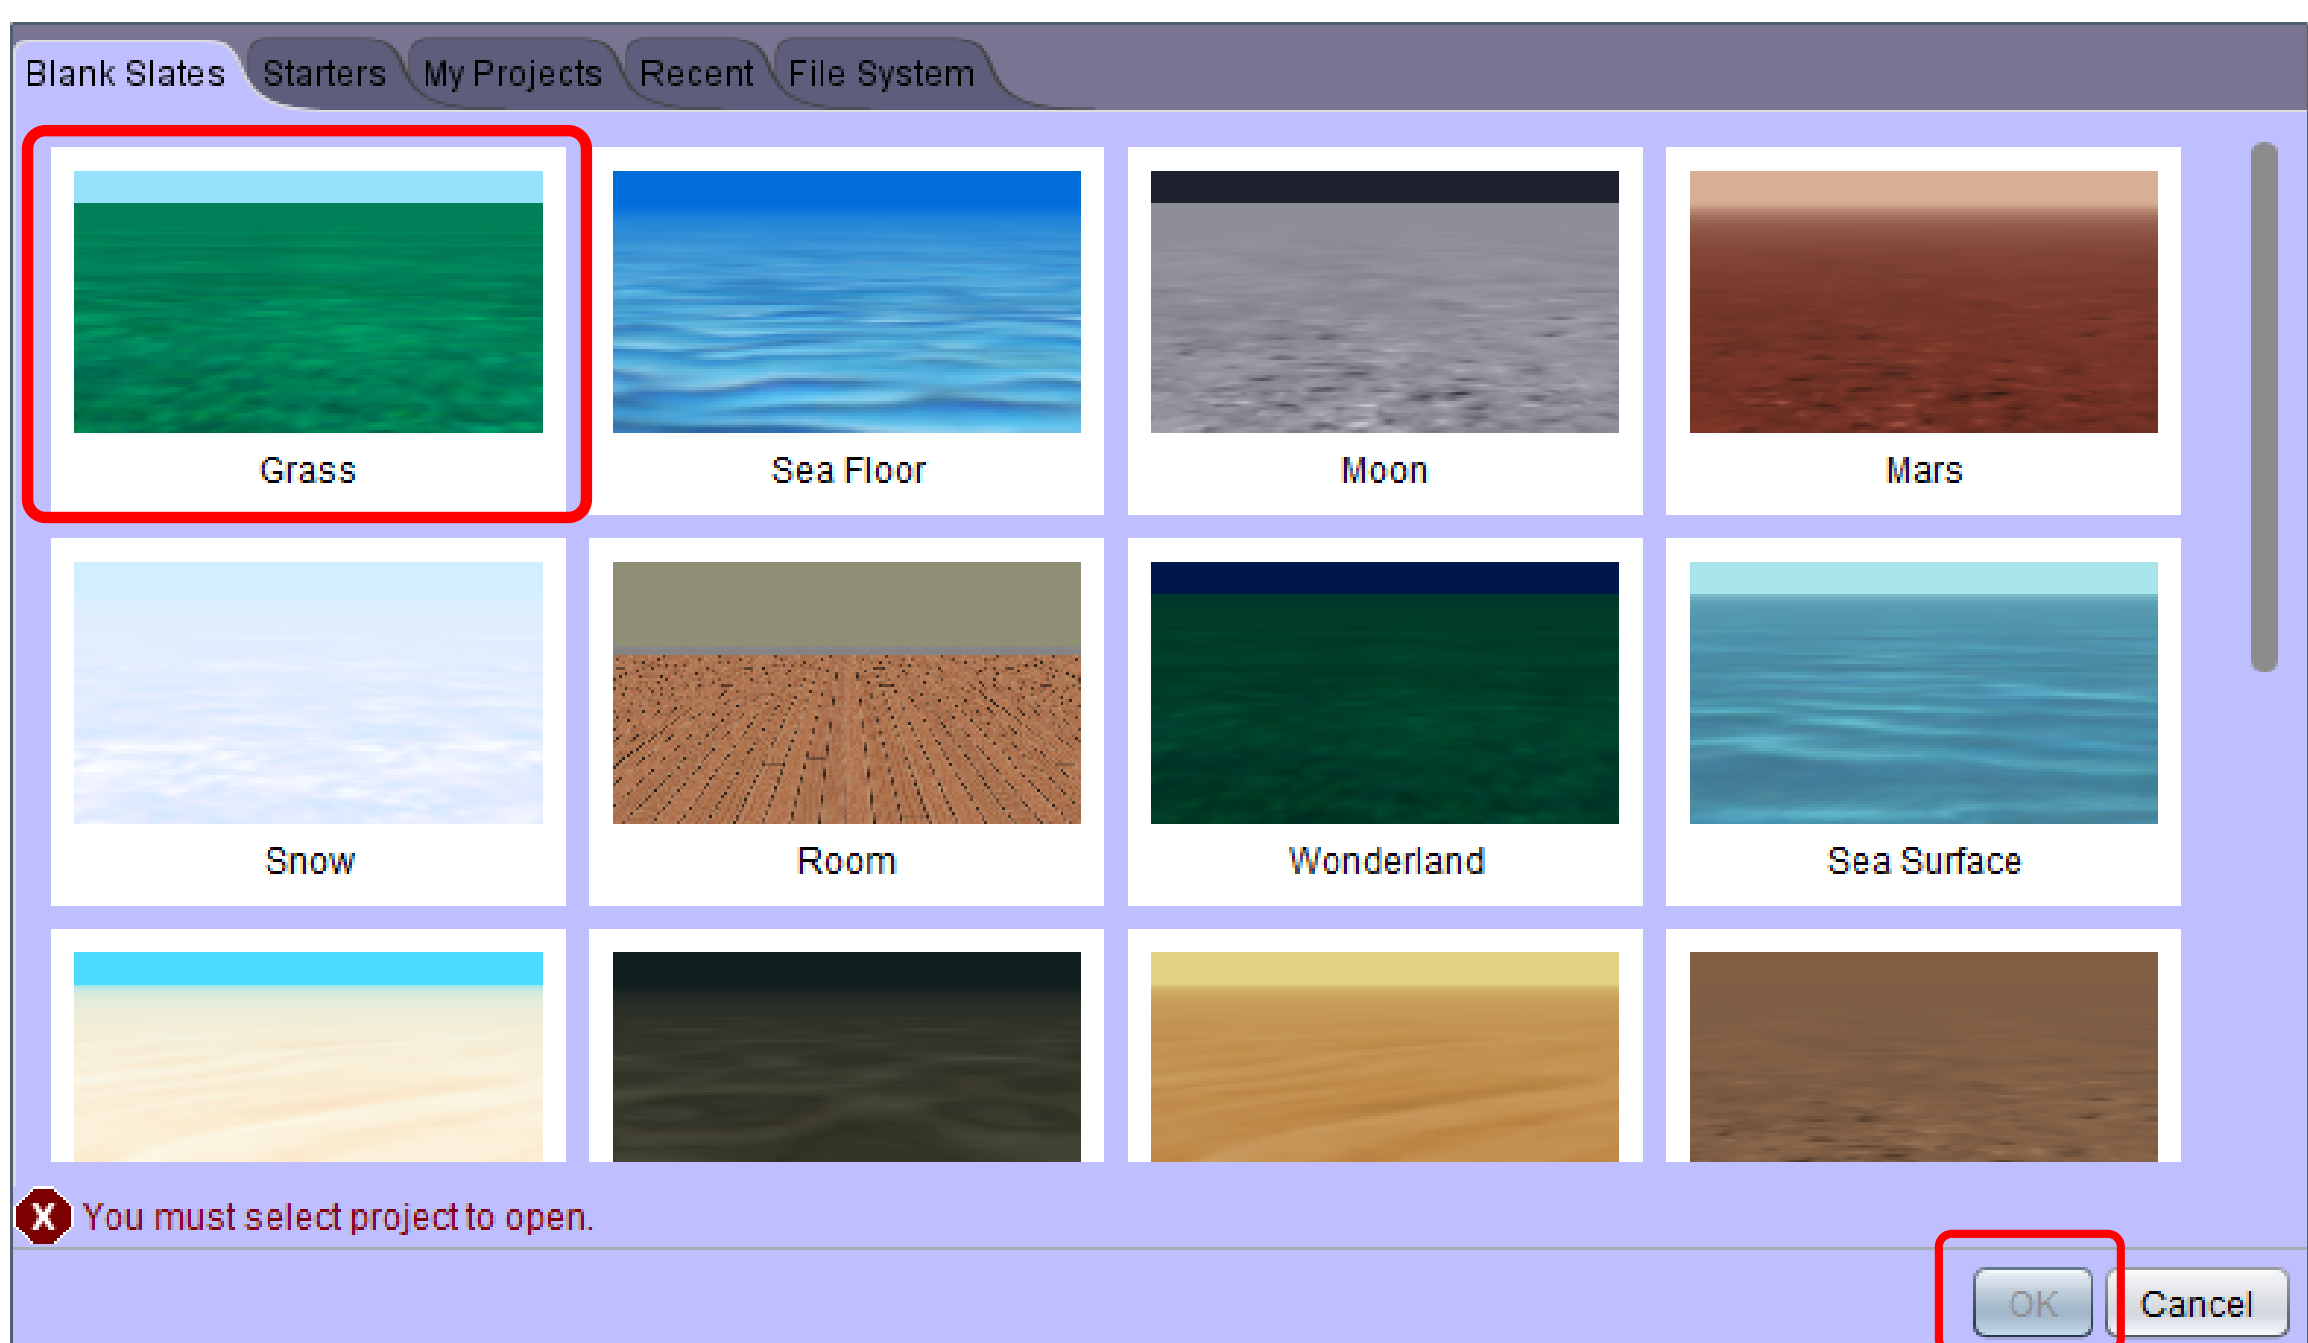 Blank Slates Starters My Projects Recent File System
Grass Sea Floor Moon Mars
Snow Room Wonderland Sea Surface
X You must select project to open.
OK Cancel